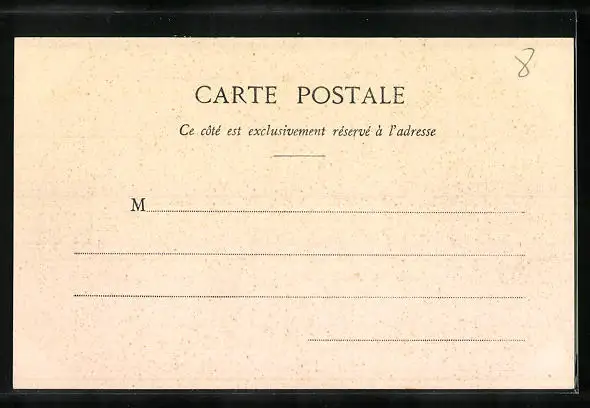 8
CARTE POSTALE
Ce côté est exclusivement réservé à l'adresse
M